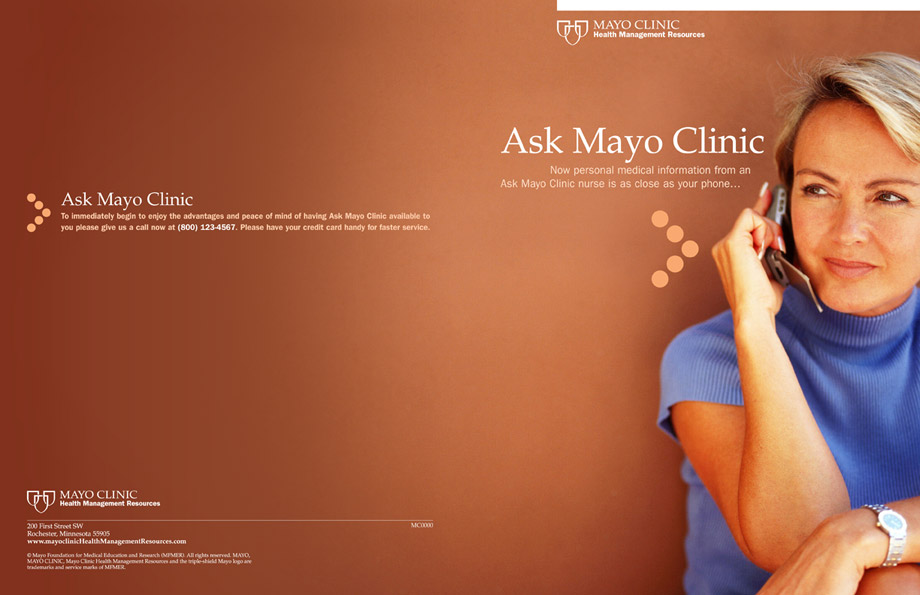 MAYO CLINIC
Health Management Resources
Ask Mayo Clinic
Now personal medical information from an
Ask Mayo Clinic nurse is as close as your phone...
Ask Mayo Clinic
To immediately begin to enjoy the advantages and peace of mind of having Ask Mayo Clinic available to
you please give us a call now at (800) 123-4567. Please have your credit card handy for faster service.
MAYO CLINIC
Health Management Resources
200 First Street SW
Rochester, Minnesota 55905
www.mayoclinicHealthManagementResources.com
MC0000
© Mayo Foundation for Medical Education and Research (MFMER). All rights reserved. MAYO,
MAYO CLINIC, Mayo Clinic Health Management Resources and the triple-shield Mayo logo are
trademarks and service marks of MFMER.